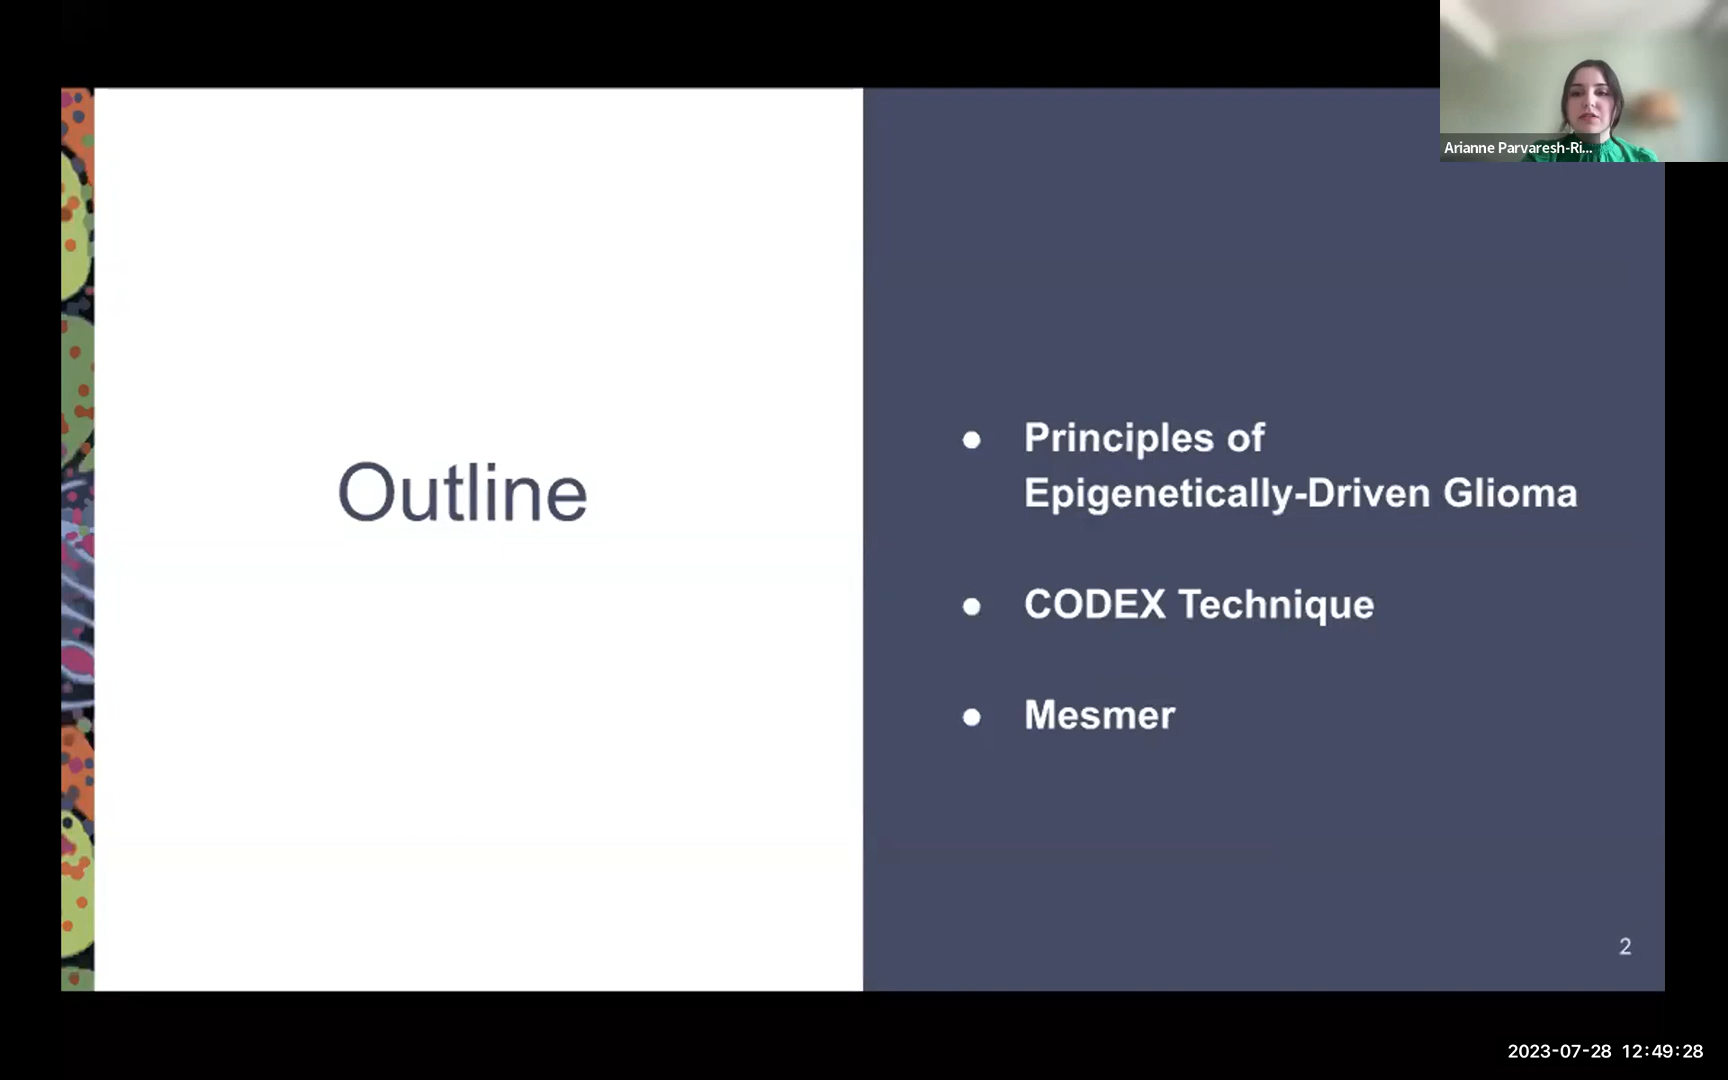 Arianne Parvaresh-Ri...
Outline
● Principles of
Epigenetically-Driven Glioma
● CODEX Technique
● Mesmer
2
2023-07-28 12:49:28